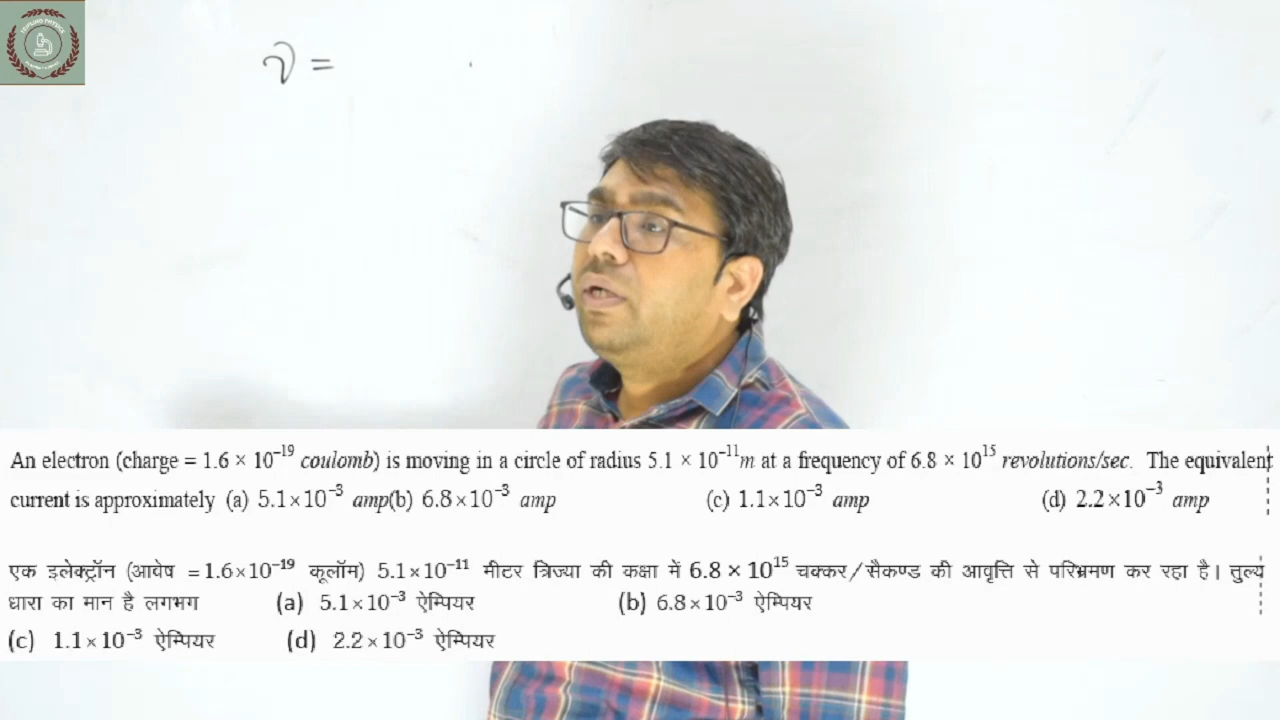 ν =
An electron (charge = 1.6 × 10⁻¹⁹ coulomb) is moving in a circle of radius 5.1 × 10⁻¹¹m at a frequency of 6.8 × 10¹⁵ revolutions/sec. The equivalent
current is approximately (a) 5.1×10⁻³ amp(b) 6.8×10⁻³ amp (c) 1.1×10⁻³ amp (d) 2.2×10⁻³ amp
एक इलेक्ट्रॉन (आवेष =1.6×10⁻¹⁹ कूलॉम) 5.1×10⁻¹¹ मीटर त्रिज्या की कक्षा में 6.8 × 10¹⁵ चक्कर/सैकण्ड की आवृत्ति से परिभ्रमण कर रहा है। तुल्य
धारा का मान है लगभग (a) 5.1×10⁻³ ऐम्पियर (b) 6.8×10⁻³ ऐम्पियर
(c) 1.1×10⁻³ ऐम्पियर (d) 2.2×10⁻³ ऐम्पियर